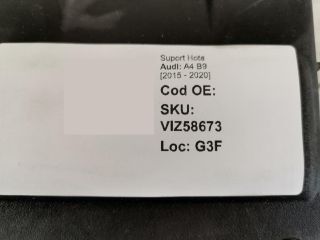 Suport Hota
Audi: A4 B9
[2015 - 2020]
Cod OE:
SKU:
VIZ58673
Loc: G3F